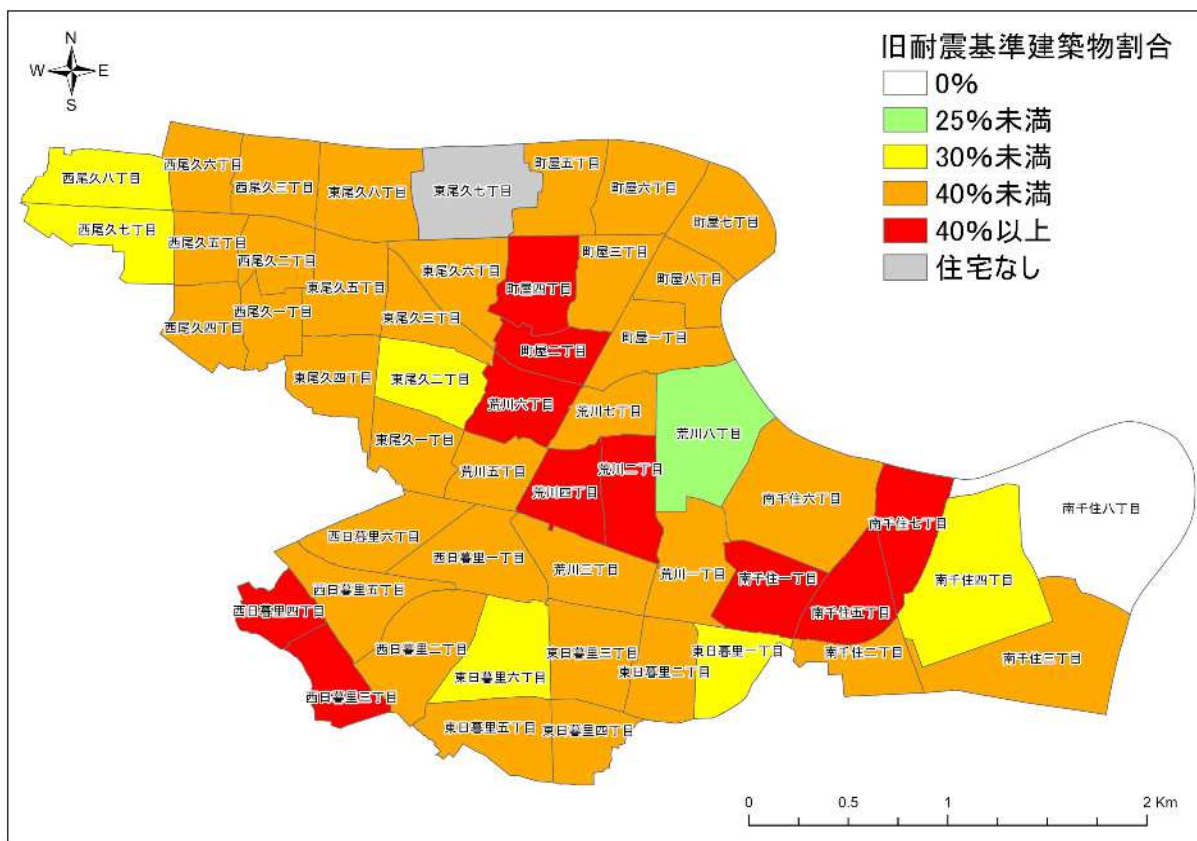 N
W E
S
旧耐震基準建築物割合
0%
25%未満
30%未満
40%未満
40%以上
住宅なし
西尾久八丁目
西尾久六丁目
西尾久三丁目
東尾久八丁目
東尾久七丁目
町屋五丁目
町屋六丁目
町屋七丁目
西尾久七丁目
西尾久五丁目
西尾久二丁目
東尾久五丁目
東尾久六丁目
町屋四丁目
町屋三丁目
町屋八丁目
西尾久四丁目
西尾久一丁目
東尾久三丁目
町屋二丁目
町屋一丁目
東尾久四丁目
東尾久二丁目
荒川六丁目
荒川七丁目
荒川八丁目
東尾久一丁目
荒川五丁目
荒川四丁目
荒川二丁目
南千住六丁目
南千住七丁目
南千住八丁目
西日暮里六丁目
西日暮里一丁目
荒川三丁目
荒川一丁目
南千住一丁目
南千住五丁目
南千住四丁目
西日暮里四丁目
西日暮里五丁目
西日暮里二丁目
東日暮里六丁目
東日暮里三丁目
東日暮里二丁目
東日暮里一丁目
南千住二丁目
南千住三丁目
西日暮里三丁目
東日暮里五丁目
東日暮里四丁目
0 0.5 1 2 Km